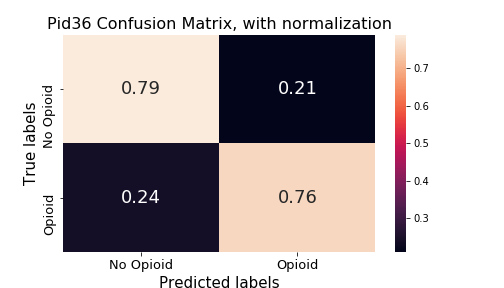 Pid36 Confusion Matrix, with normalization
True labels
No Opioid
Opioid
0.79
0.21
0.24
0.76
No Opioid
Opioid
Predicted labels
0.7
0.6
0.5
0.4
0.3